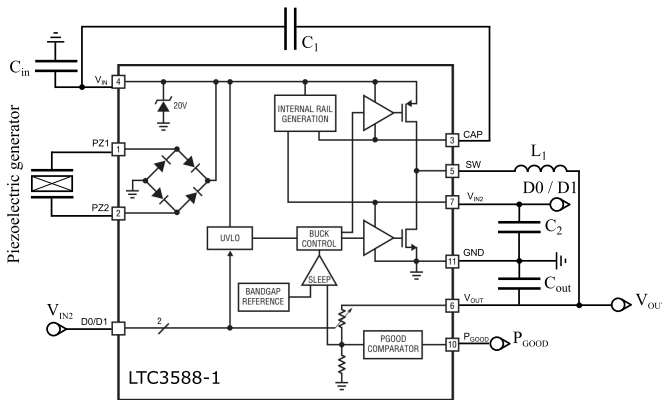 C1
Cin
VIN
4
20V
INTERNAL RAIL
GENERATION
3
CAP
Piezoelectric generator
PZ1
1
PZ2
2
5
SW
L1
D0 / D1
7
VIN2
C2
UVLO
BUCK
CONTROL
GND
11
SLEEP
BANDGAP
REFERENCE
Cout
VOUT
6
VOUT
VIN2
D0/D1
2
PGOOD
COMPARATOR
PGOOD
10
PGOOD
LTC3588-1